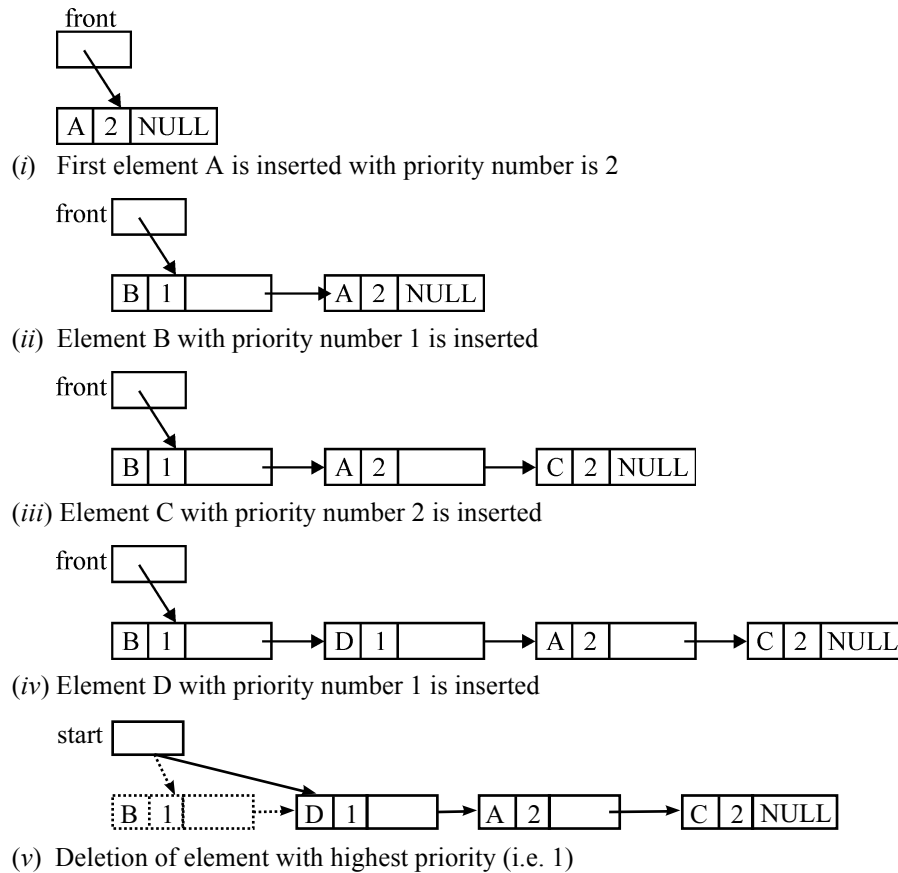 front
A 2 NULL
(i) First element A is inserted with priority number is 2
front
B 1 A 2 NULL
(ii) Element B with priority number 1 is inserted
front
B 1 A 2 C 2 NULL
(iii) Element C with priority number 2 is inserted
front
B 1 D 1 A 2 C 2 NULL
(iv) Element D with priority number 1 is inserted
start
B 1 D 1 A 2 C 2 NULL
(v) Deletion of element with highest priority (i.e. 1)